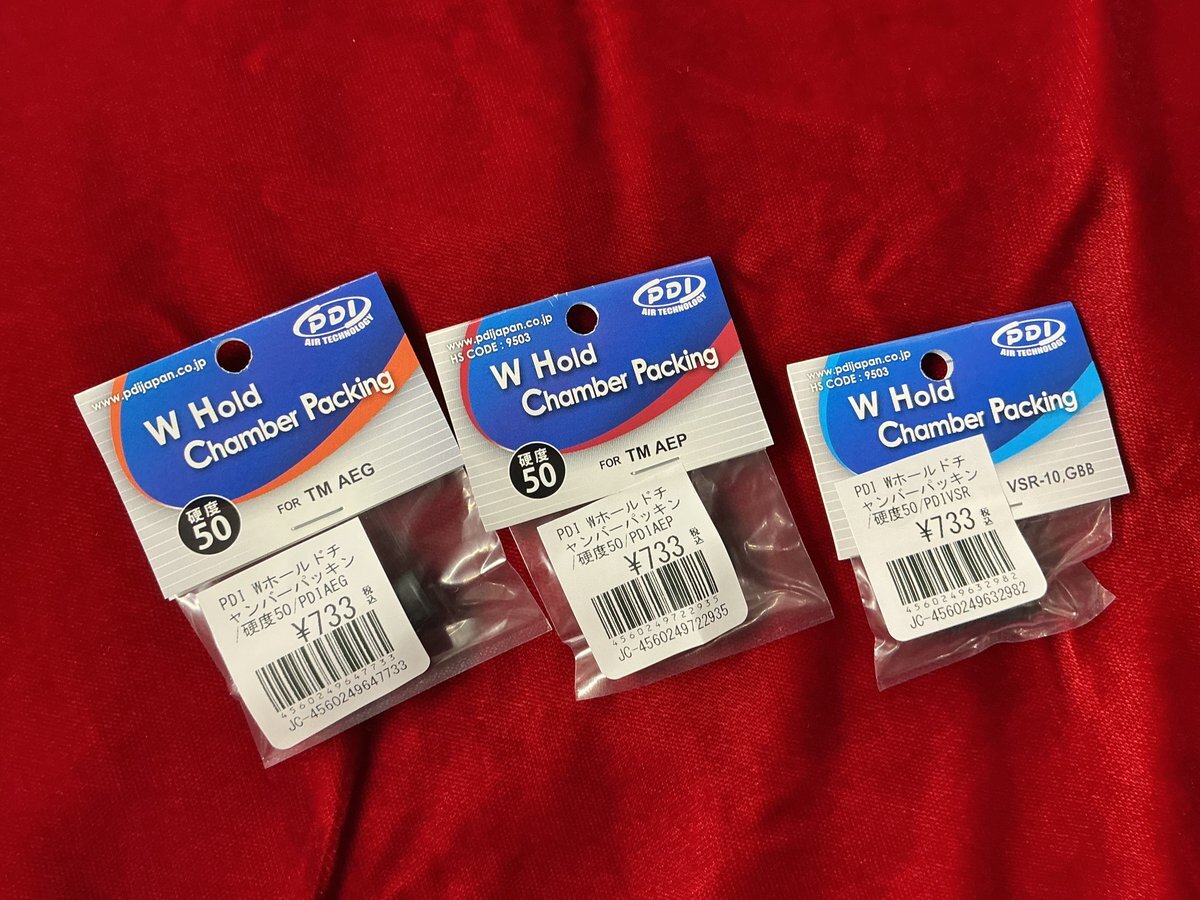 www.pdijapan.co.jp
PDI
AIR TECHNOLOGY
W Hold
Chamber Packing
硬度
50
FOR TM AEG
PDI Wホールドチ
ャンバーパッキン
/硬度50/PDIAEG
¥733 税込
4560249647733
JC-4560249647733
www.pdijapan.co.jp
HS CODE : 9503
PDI
AIR TECHNOLOGY
W Hold
Chamber Packing
硬度
50
FOR TM AEP
PDI Wホールドチ
ャンバーパッキン
/硬度50/PDIAEP
¥733 税込
4560249722935
JC-4560249722935
www.pdijapan.co.jp
HS CODE : 9503
PDI
AIR TECHNOLOGY
W Hold
Chamber Packing
VSR-10,GBB
PDI Wホールドチ
ャンバーパッキン
/硬度50/PDIVSR
¥733 税込
4560249632982
JC-4560249632982